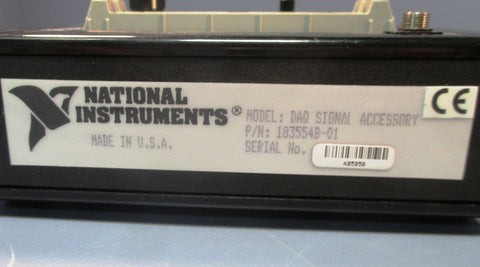 NATIONAL
INSTRUMENTS®
MADE IN U.S.A.
MODEL: DAQ SIGNAL ACCESSORY
P/N: 183554B-01
SERIAL No.
CE